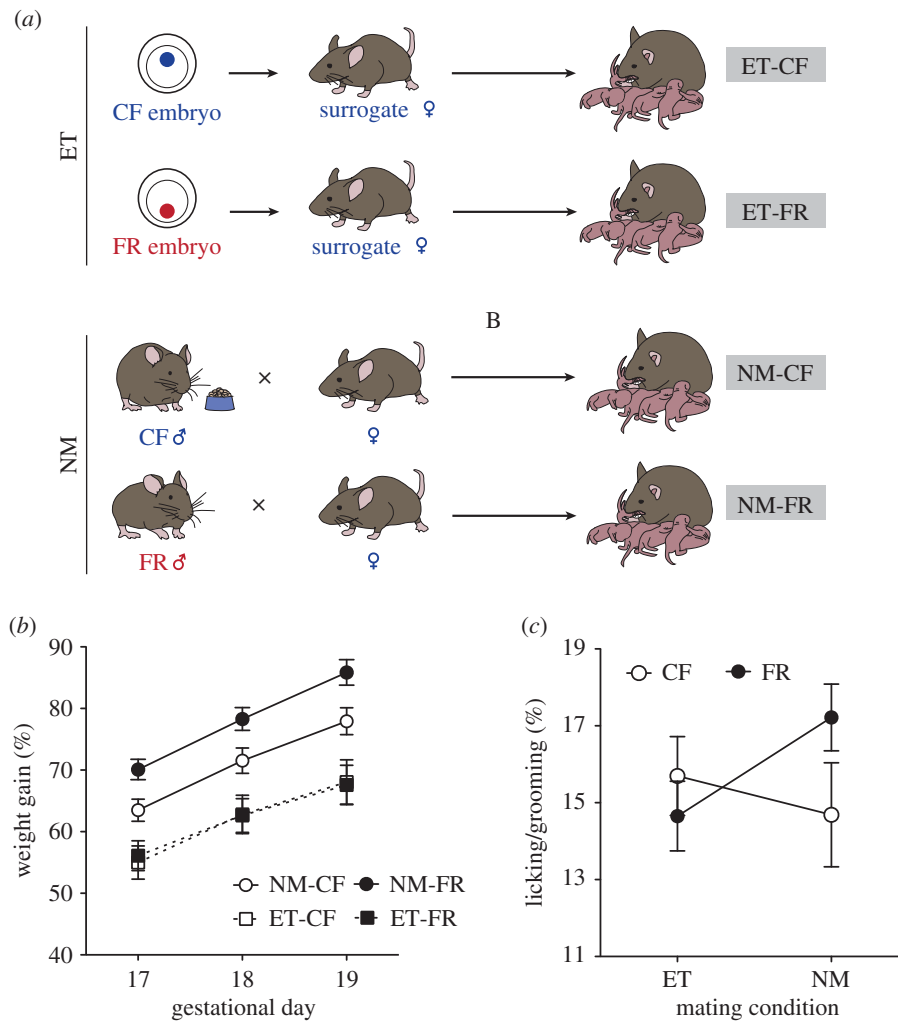 (a)
ET
CF embryo
surrogate ♀
ET-CF
FR embryo
surrogate ♀
ET-FR
B
NM
CF ♂
×
♀
NM-CF
FR ♂
×
♀
NM-FR
(b)
90
80
70
60
50
40
weight gain (%)
NM-CF NM-FR
ET-CF ET-FR
17 18 19
gestational day
(c)
19
17
15
13
11
licking/grooming (%)
CF FR
ET NM
mating condition